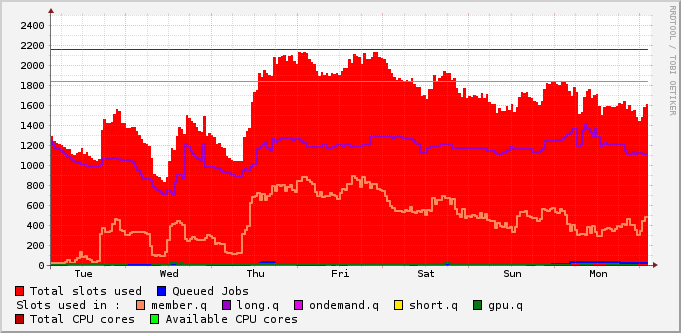 RRDTOOL / TOBI OETIKER
2400
2200
2000
1800
1600
1400
1200
1000
800
600
400
200
0
Tue Wed Thu Fri Sat Sun Mon
Total slots used Queued Jobs
Slots used in : member.q long.q ondemand.q short.q gpu.q
Total CPU cores Available CPU cores